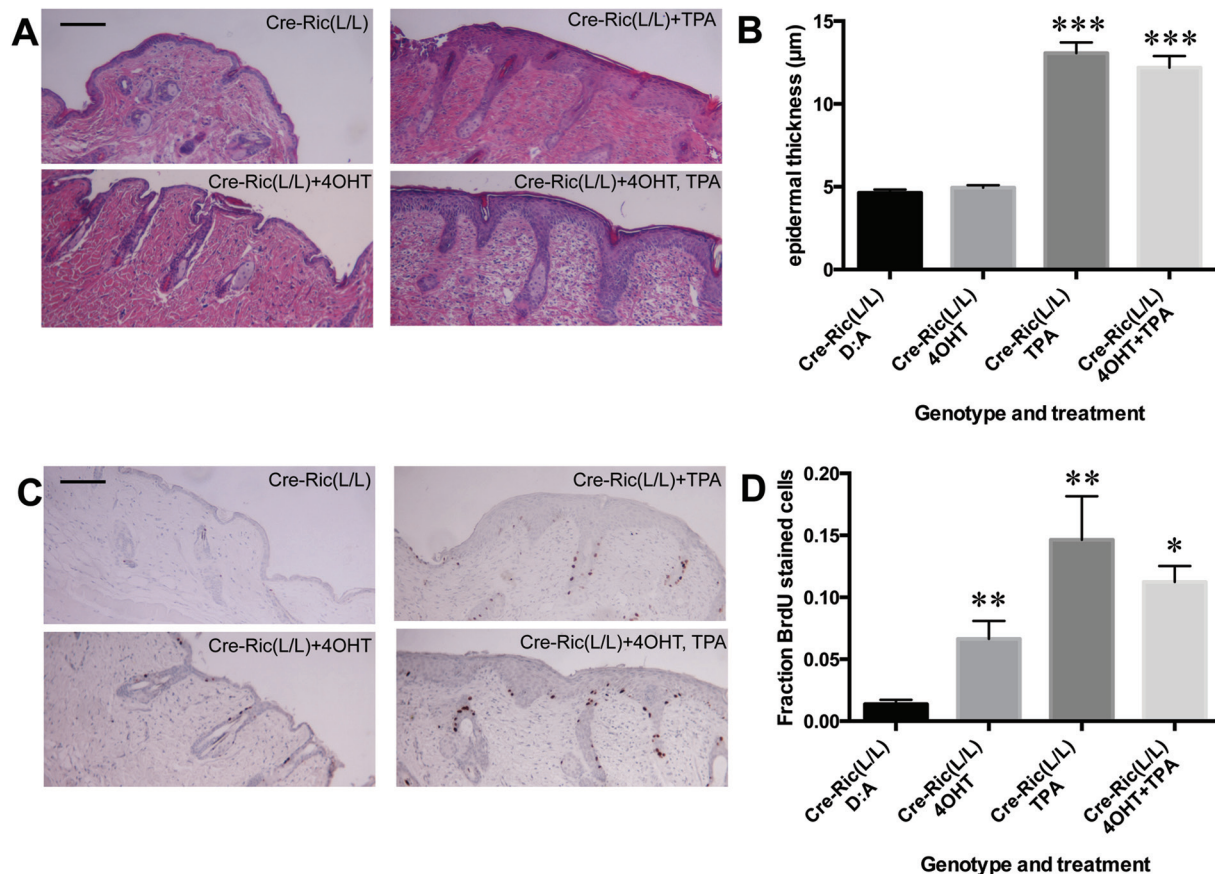 A
Cre-Ric(L/L)
Cre-Ric(L/L)+TPA
Cre-Ric(L/L)+4OHT
Cre-Ric(L/L)+4OHT, TPA
B
epidermal thickness (µm)
15
10
5
0
***
***
Cre-Ric(L/L)
D:A
Cre-Ric(L/L)
4OHT
Cre-Ric(L/L)
TPA
Cre-Ric(L/L)
4OHT+TPA
Genotype and treatment
C
Cre-Ric(L/L)
Cre-Ric(L/L)+TPA
Cre-Ric(L/L)+4OHT
Cre-Ric(L/L)+4OHT, TPA
D
Fraction BrdU stained cells
0.20
0.15
0.10
0.05
0.00
**
**
*
Cre-Ric(L/L)
D:A
Cre-Ric(L/L)
4OHT
Cre-Ric(L/L)
TPA
Cre-Ric(L/L)
4OHT+TPA
Genotype and treatment